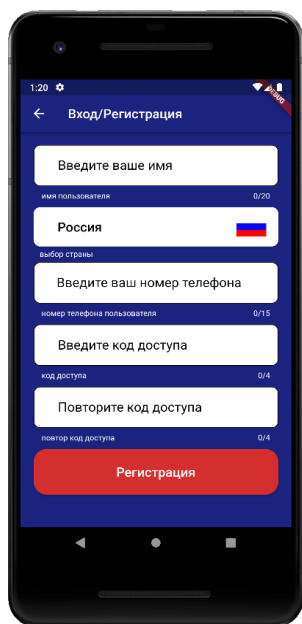 1:20
DEBUG
Вход/Регистрация
Введите ваше имя
имя пользователя 0/20
Россия
выбор страны
Введите ваш номер телефона
номер телефона пользователя 0/15
Введите код доступа
код доступа 0/4
Повторите код доступа
повтор код доступа 0/4
Регистрация